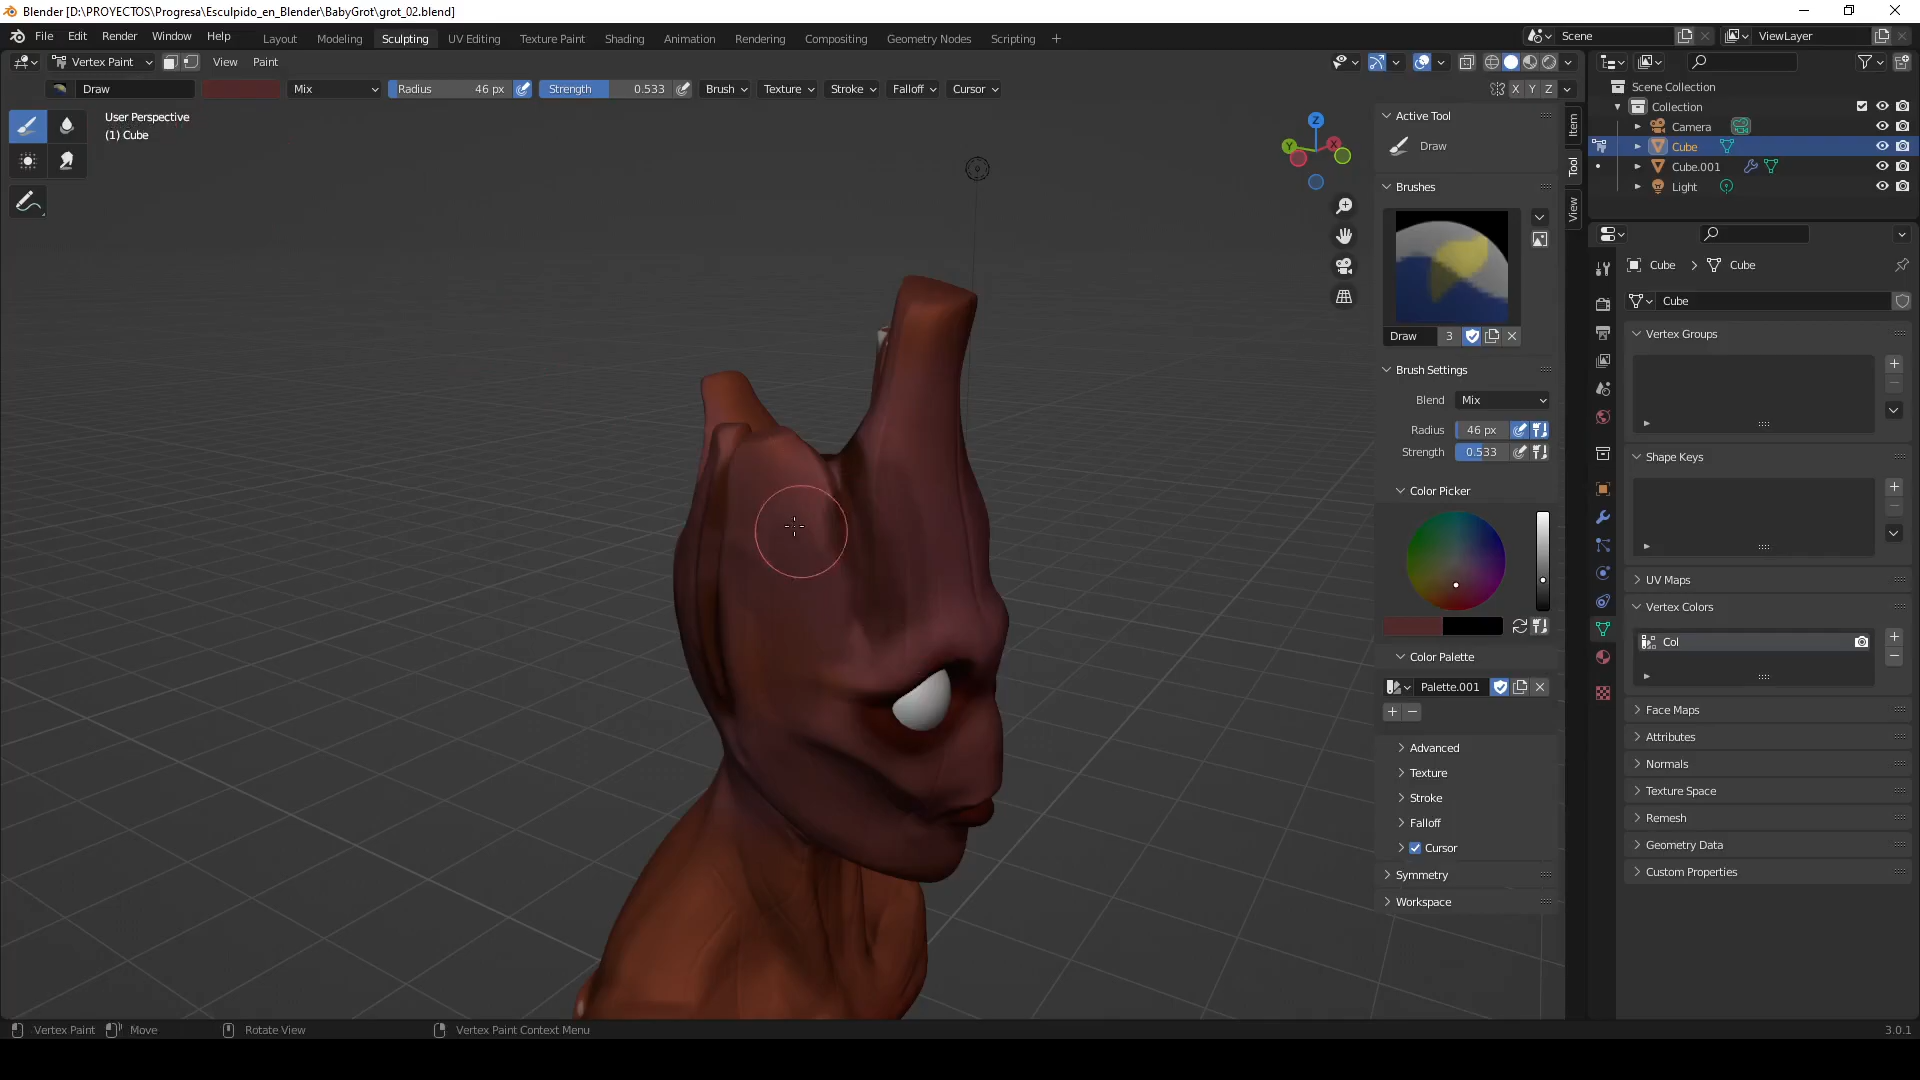 Blender [D:\PROYECTOS\Progresa\Esculpido_en_Blender\BabyGrot\grot_02.blend]
File Edit Render Window Help Layout Modeling Sculpting UV Editing Texture Paint Shading Animation Rendering Compositing Geometry Nodes Scripting + Scene ViewLayer
Vertex Paint View Paint
Draw Mix Radius 46 px Strength 0.533 Brush Texture Stroke Falloff Cursor X Y Z
User Perspective
(1) Cube
Z
Y
X
Active Tool
Draw
Brushes
Draw 3
Brush Settings
Blend Mix
Radius 46 px
Strength 0.533
Color Picker
Color Palette
Palette.001
Advanced
Texture
Stroke
Falloff
Cursor
Symmetry
Workspace
Item
Tool
View
Scene Collection
Collection
Camera
Cube
Cube.001
Light
Cube > Cube
Cube
Vertex Groups
Shape Keys
UV Maps
Vertex Colors
Col
Face Maps
Attributes
Normals
Texture Space
Remesh
Geometry Data
Custom Properties
Vertex Paint Move Rotate View Vertex Paint Context Menu 3.0.1